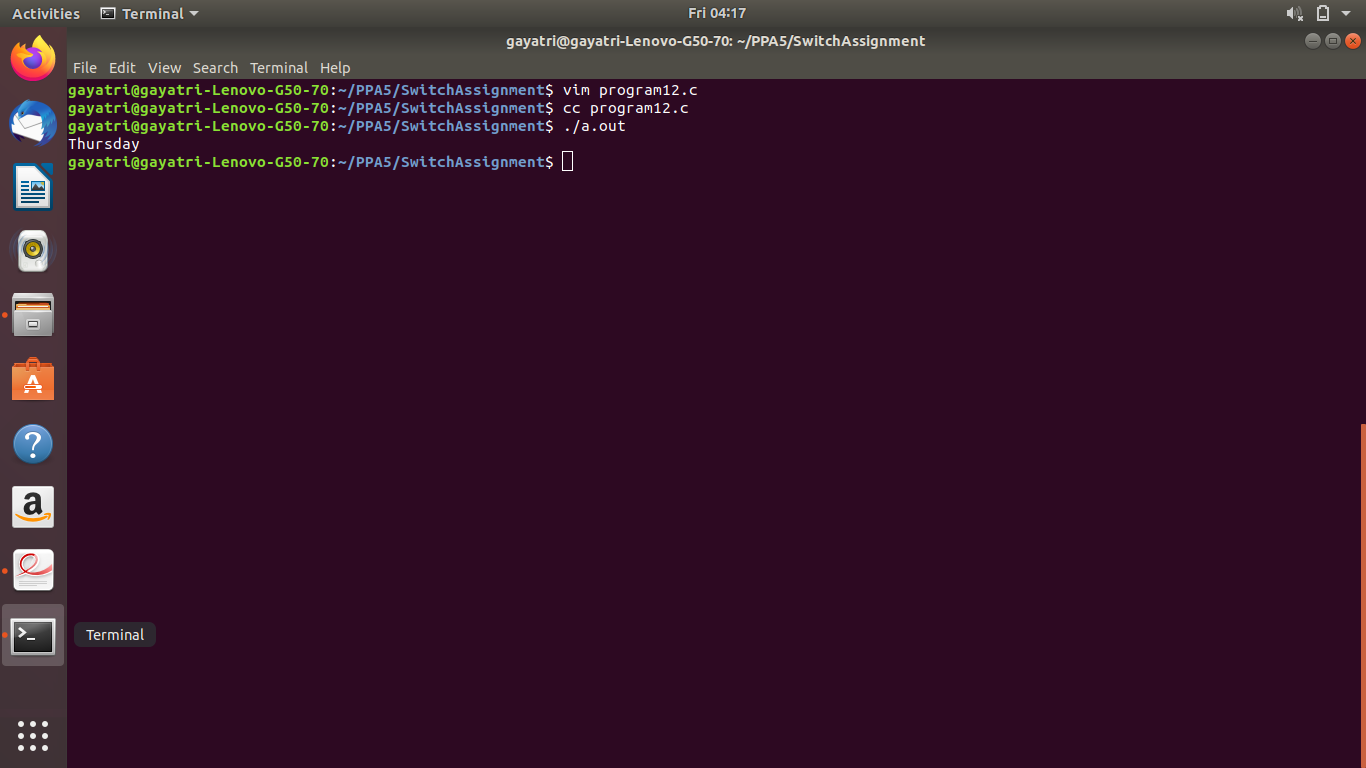 Activities Terminal Fri 04:17
gayatri@gayatri-Lenovo-G50-70: ~/PPA5/SwitchAssignment
File Edit View Search Terminal Help
gayatri@gayatri-Lenovo-G50-70:~/PPA5/SwitchAssignment$ vim program12.c
gayatri@gayatri-Lenovo-G50-70:~/PPA5/SwitchAssignment$ cc program12.c
gayatri@gayatri-Lenovo-G50-70:~/PPA5/SwitchAssignment$ ./a.out
Thursday
gayatri@gayatri-Lenovo-G50-70:~/PPA5/SwitchAssignment$
Terminal